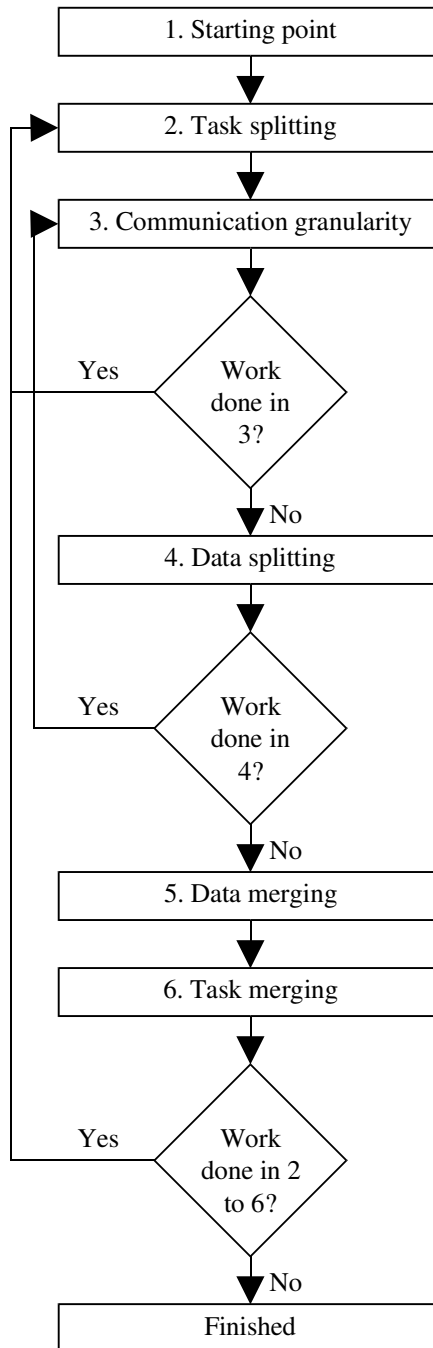 1. Starting point
2. Task splitting
3. Communication granularity
Yes
Work
done in
3?
No
4. Data splitting
Yes
Work
done in
4?
No
5. Data merging
6. Task merging
Yes
Work
done in 2
to 6?
No
Finished